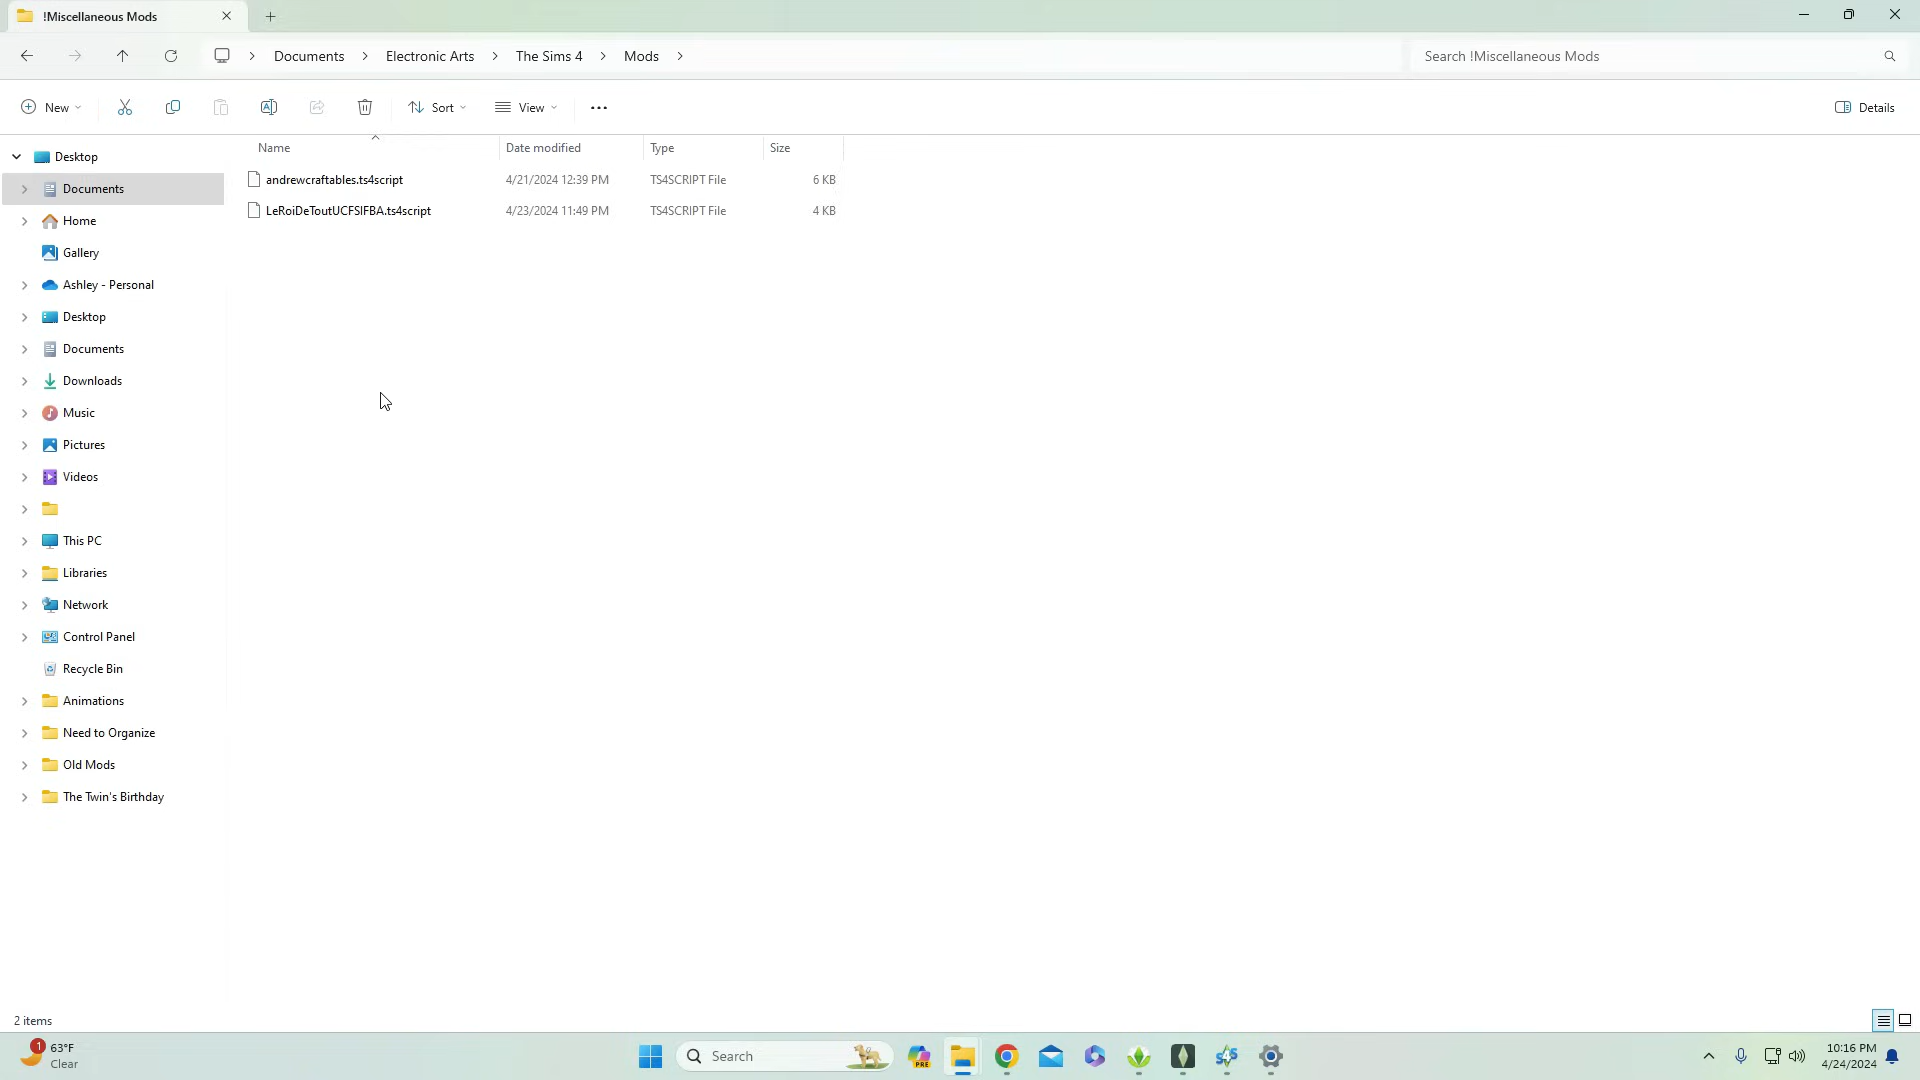 !Miscellaneous Mods
Documents > Electronic Arts > The Sims 4 > Mods >
Search !Miscellaneous Mods
New
Sort
View
Details
Name Date modified Type Size
andrewcraftables.ts4script 4/21/2024 12:39 PM TS4SCRIPT File 6 KB
LeRoiDeToutUCFSIFBA.ts4script 4/23/2024 11:49 PM TS4SCRIPT File 4 KB
Desktop
Documents
Home
Gallery
Ashley - Personal
Desktop
Documents
Downloads
Music
Pictures
Videos
This PC
Libraries
Network
Control Panel
Recycle Bin
Animations
Need to Organize
Old Mods
The Twin's Birthday
2 items
1
63°F
Clear
Search
PRE
S4S
10:16 PM
4/24/2024